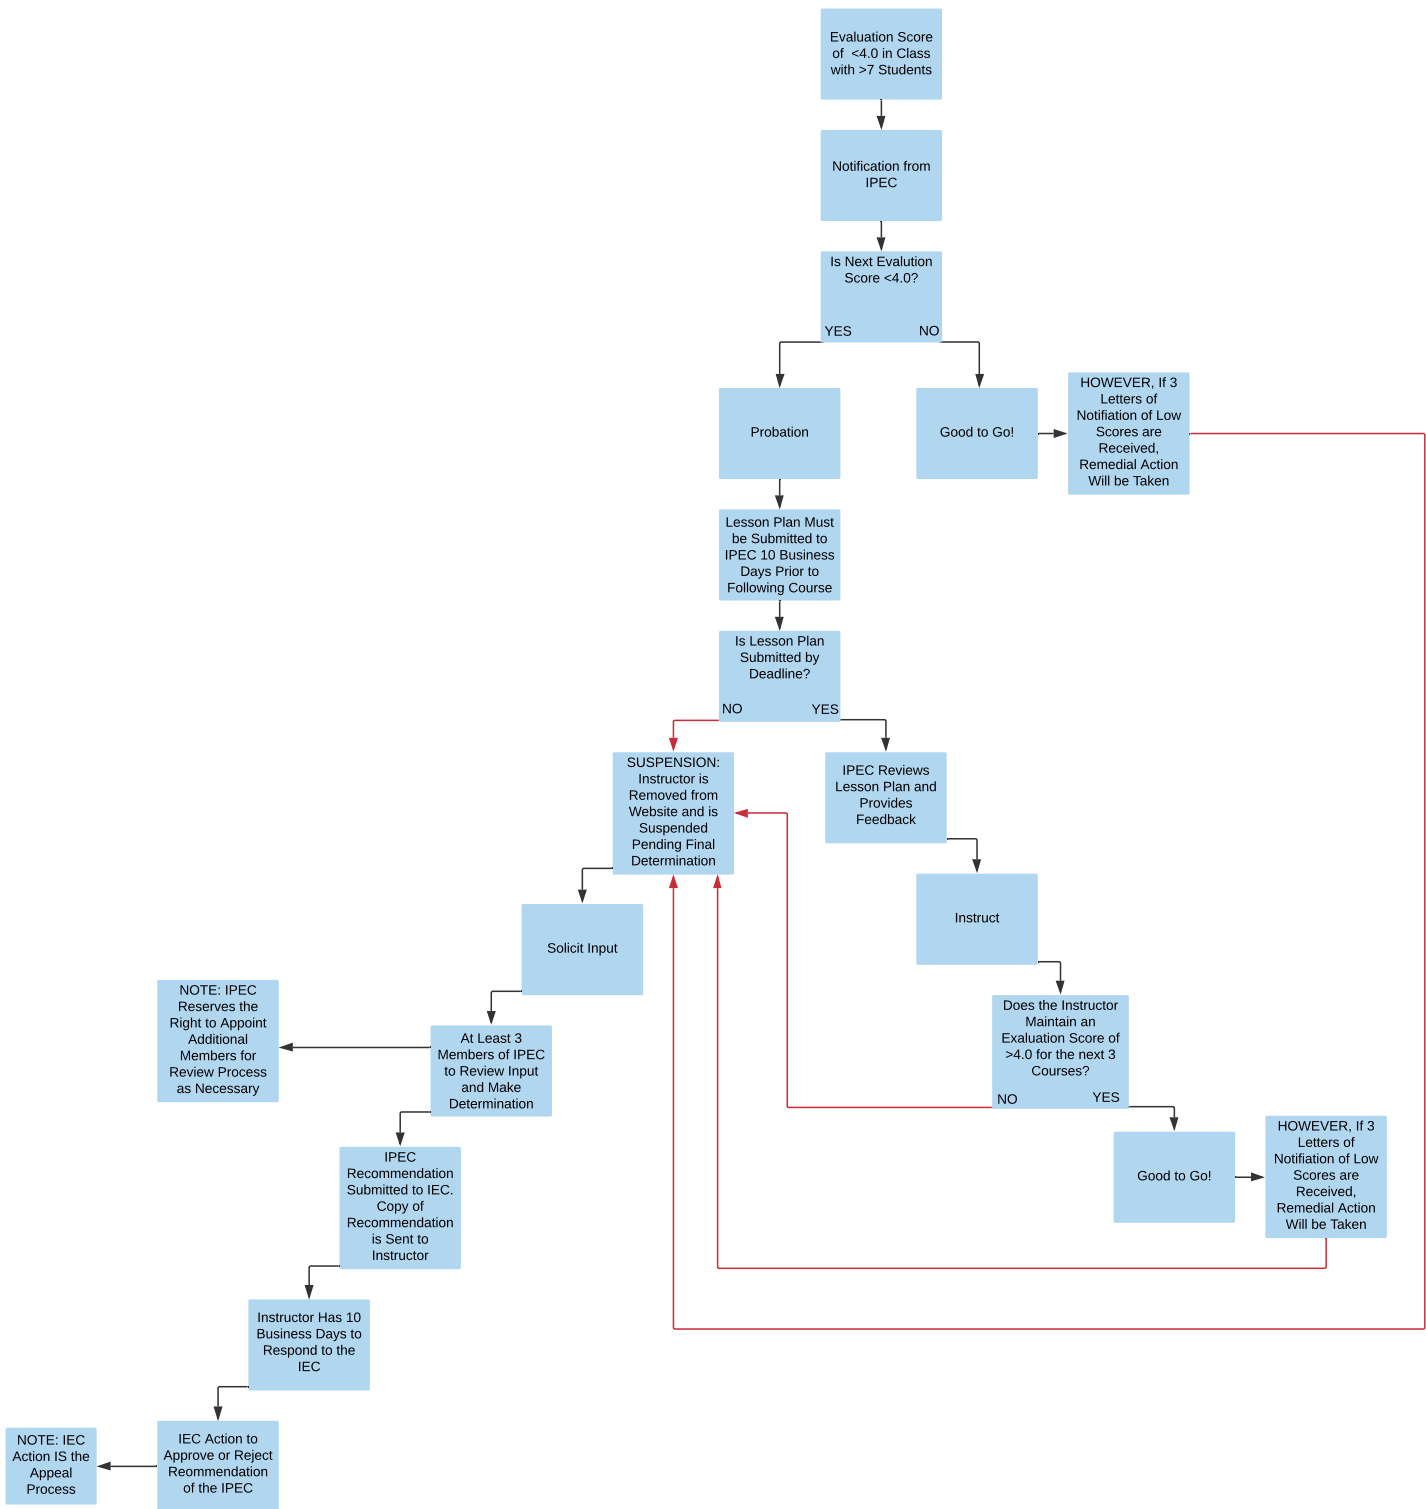 Evaluation Score
of <4.0 in Class
with >7 Students
Notification from
IPEC
Is Next Evalution
Score <4.0?
YES
NO
Probation
Good to Go!
HOWEVER, If 3
Letters of
Notifiation of Low
Scores are
Received,
Remedial Action
Will be Taken
Lesson Plan Must
be Submitted to
IPEC 10 Business
Days Prior to
Following Course
Is Lesson Plan
Submitted by
Deadline?
NO
YES
SUSPENSION:
Instructor is
Removed from
Website and is
Suspended
Pending Final
Determination
IPEC Reviews
Lesson Plan and
Provides
Feedback
Instruct
Solicit Input
NOTE: IPEC
Reserves the
Right to Appoint
Additional
Members for
Review Process
as Necessary
At Least 3
Members of IPEC
to Review Input
and Make
Determination
Does the Instructor
Maintain an
Exaluation Score of
>4.0 for the next 3
Courses?
NO
YES
Good to Go!
HOWEVER, If 3
Letters of
Notifiation of Low
Scores are
Received,
Remedial Action
Will be Taken
IPEC
Recommendation
Submitted to IEC.
Copy of
Recommendation
is Sent to
Instructor
Instructor Has 10
Business Days to
Respond to the
IEC
IEC Action to
Approve or Reject
Reommendation
of the IPEC
NOTE: IEC
Action IS the
Appeal
Process